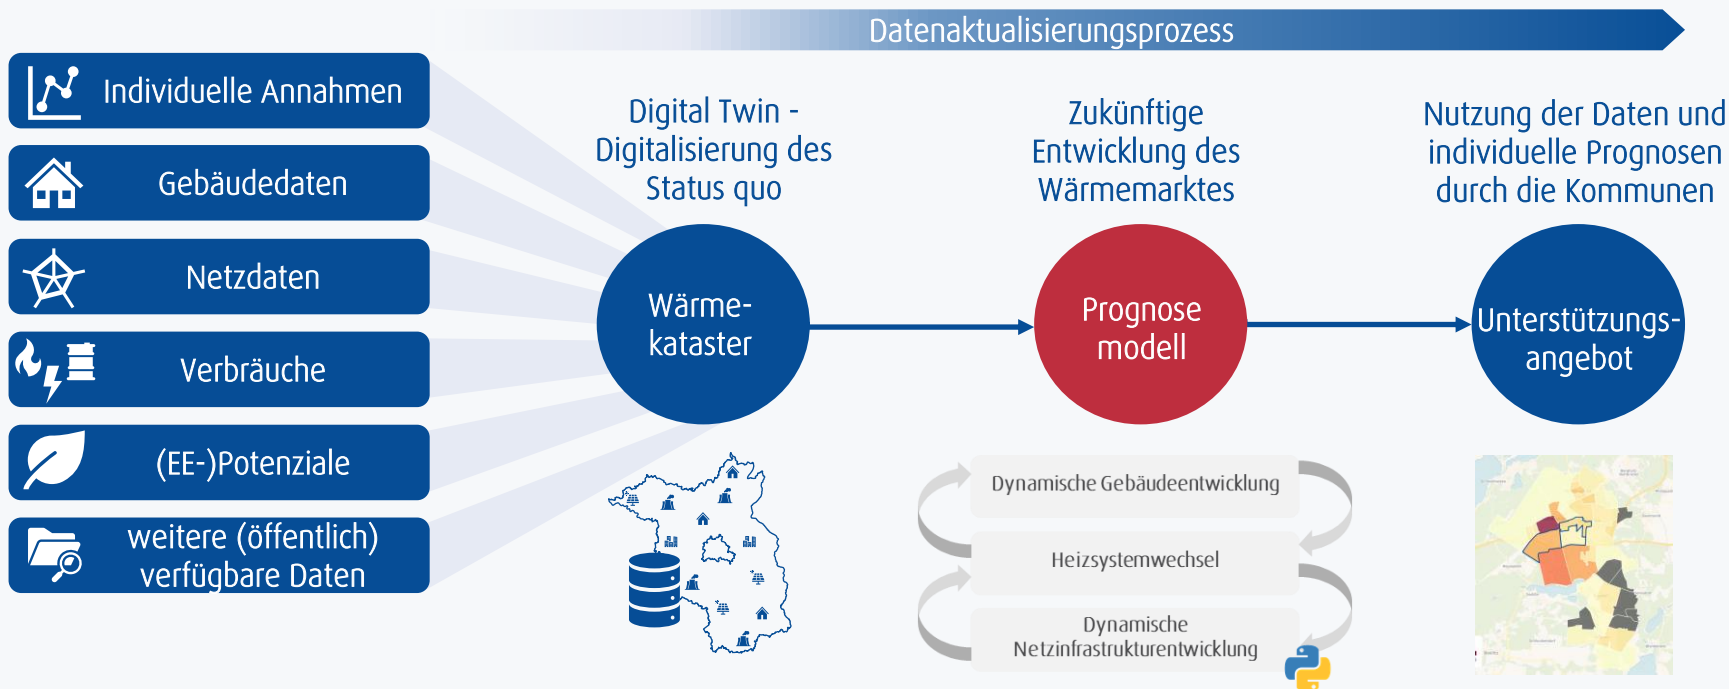 Datenaktualisierungsprozess
Individuelle Annahmen
Gebäudedaten
Netzdaten
Verbräuche
(EE-)Potenziale
weitere (öffentlich)
verfügbare Daten
Digital Twin -
Digitalisierung des
Status quo
Wärme-
kataster
Zukünftige
Entwicklung des
Wärmemarktes
Prognose
modell
Dynamische Gebäudeentwicklung
Heizsystemwechsel
Dynamische
Netzinfrastrukturentwicklung
Nutzung der Daten und
individuelle Prognosen
durch die Kommunen
Unterstützungs-
angebot